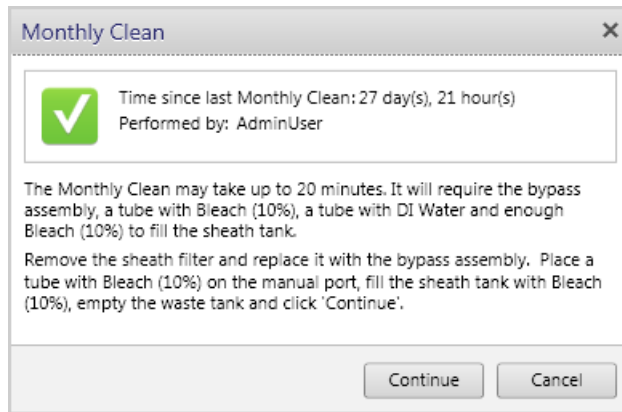 Monthly Clean
Time since last Monthly Clean: 27 day(s), 21 hour(s)
Performed by: AdminUser
The Monthly Clean may take up to 20 minutes. It will require the bypass
assembly, a tube with Bleach (10%), a tube with DI Water and enough
Bleach (10%) to fill the sheath tank.
Remove the sheath filter and replace it with the bypass assembly. Place a
tube with Bleach (10%) on the manual port, fill the sheath tank with Bleach
(10%), empty the waste tank and click 'Continue'.
Continue Cancel